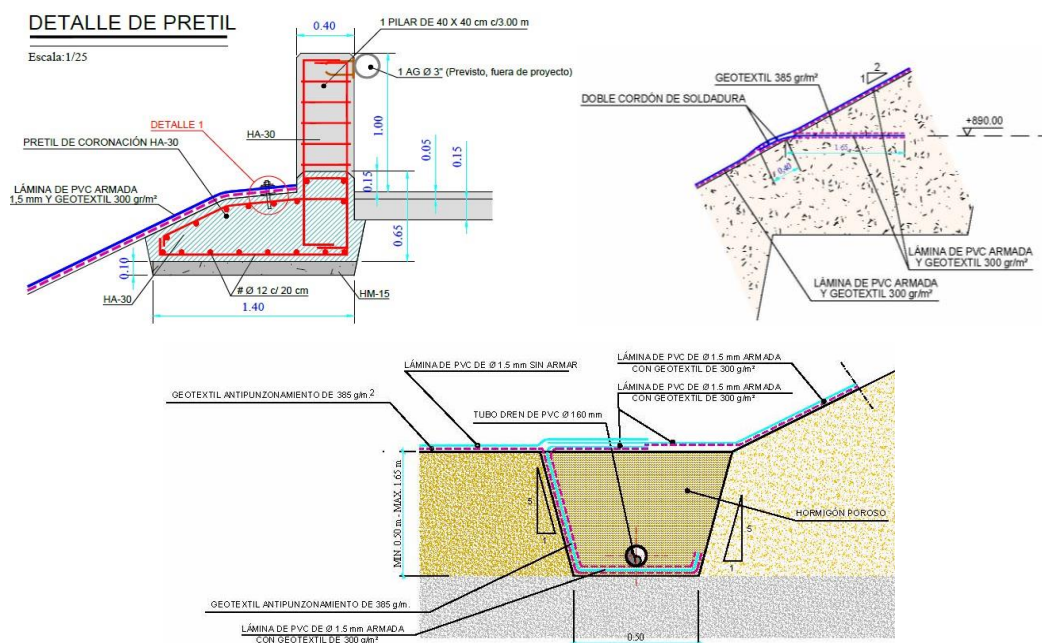 DETALLE DE PRETIL
Escala:1/25
0.40
1 PILAR DE 40 X 40 cm c/3.00 m
1 AG Ø 3" (Previsto, fuera de proyecto)
DETALLE 1
HA-30
PRETIL DE CORONACIÓN HA-30
1.00
0.05
0.15
0.15
LÁMINA DE PVC ARMADA
1,5 mm Y GEOTEXTIL 300 gr/m²
0.65
0.10
HA-30
# Ø 12 c/ 20 cm
HM-15
1.40
2
1
GEOTEXTIL 385 gr/m²
DOBLE CORDÓN DE SOLDADURA
+890.00
1.65
0.40
LÁMINA DE PVC ARMADA
Y GEOTEXTIL 300 gr/m²
LÁMINA DE PVC ARMADA
Y GEOTEXTIL 300 gr/m²
LÁMINA DE PVC DE Ø 1.5 mm SIN ARMAR
LÁMINA DE PVC DE Ø 1.5 mm ARMADA
CON GEOTEXTIL DE 300 g/m²
GEOTEXTIL ANTIPUNZONAMIENTO DE 385 g/m.²
LÁMINA DE PVC DE Ø 1.5 mm ARMADA
CON GEOTEXTIL DE 300 g/m²
TUBO DREN DE PVC Ø 160 mm
MIN. 0.50 m - MAX. 1.65 m
5
1
5
1
HORMIGÓN POROSO
GEOTEXTIL ANTIPUNZONAMIENTO DE 385 g/m.
LÁMINA DE PVC DE Ø 1.5 mm ARMADA
CON GEOTEXTIL DE 300 g/m²
0.50